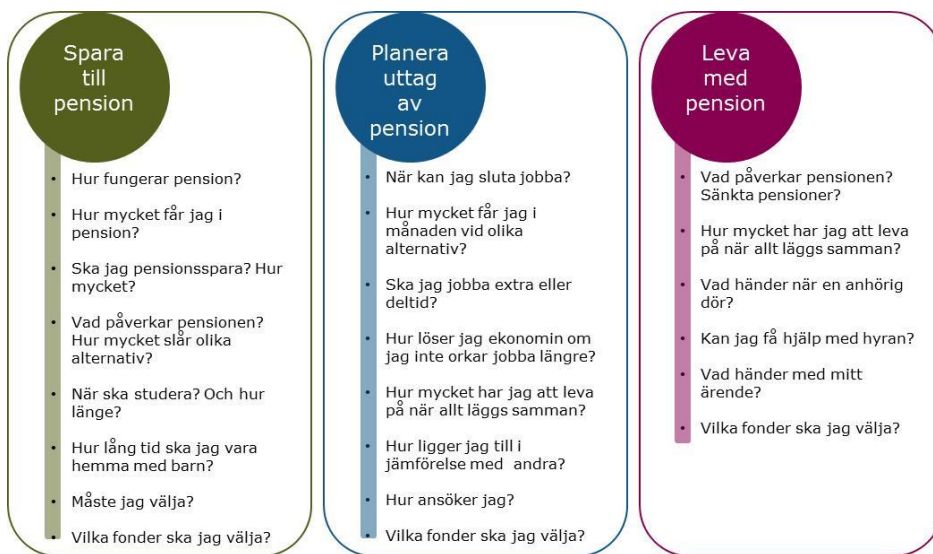 Spara
till
pension
• Hur fungerar pension?
• Hur mycket får jag i
pension?
• Ska jag pensionsspara? Hur
mycket?
• Vad påverkar pensionen?
Hur mycket slår olika
alternativ?
• När ska studera? Och hur
länge?
• Hur lång tid ska jag vara
hemma med barn?
• Måste jag välja?
• Vilka fonder ska jag välja?
Planera
uttag
av
pension
• När kan jag sluta jobba?
• Hur mycket får jag i
månaden vid olika
alternativ?
• Ska jag jobba extra eller
deltid?
• Hur löser jag ekonomin om
jag inte orkar jobba längre?
• Hur mycket har jag att leva
på när allt läggs samman?
• Hur ligger jag till i
jämförelse med andra?
• Hur ansöker jag?
• Vilka fonder ska jag välja?
Leva
med
pension
• Vad påverkar pensionen?
Sänkta pensioner?
• Hur mycket har jag att leva
på när allt läggs samman?
• Vad händer när en anhörig
dör?
• Kan jag få hjälp med hyran?
• Vad händer med mitt
ärende?
• Vilka fonder ska jag välja?